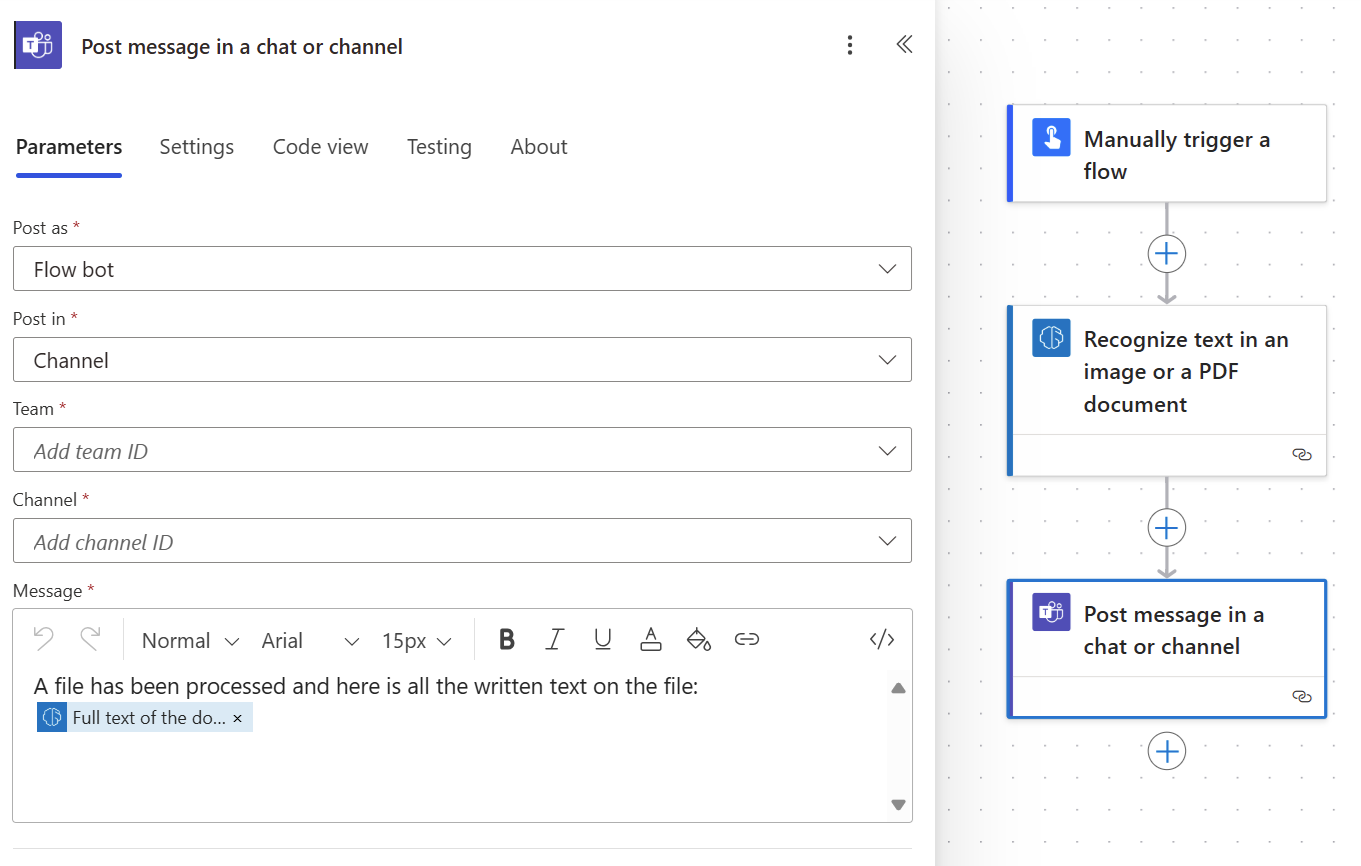 Post message in a chat or channel
Parameters
Settings
Code view
Testing
About
Post as *
Flow bot
Post in *
Channel
Team *
Add team ID
Channel *
Add channel ID
Message *
Normal
Arial
15px
B
I
U
A
</>
A file has been processed and here is all the written text on the file:
Full text of the do... ×
Manually trigger a
flow
Recognize text in an
image or a PDF
document
Post message in a
chat or channel